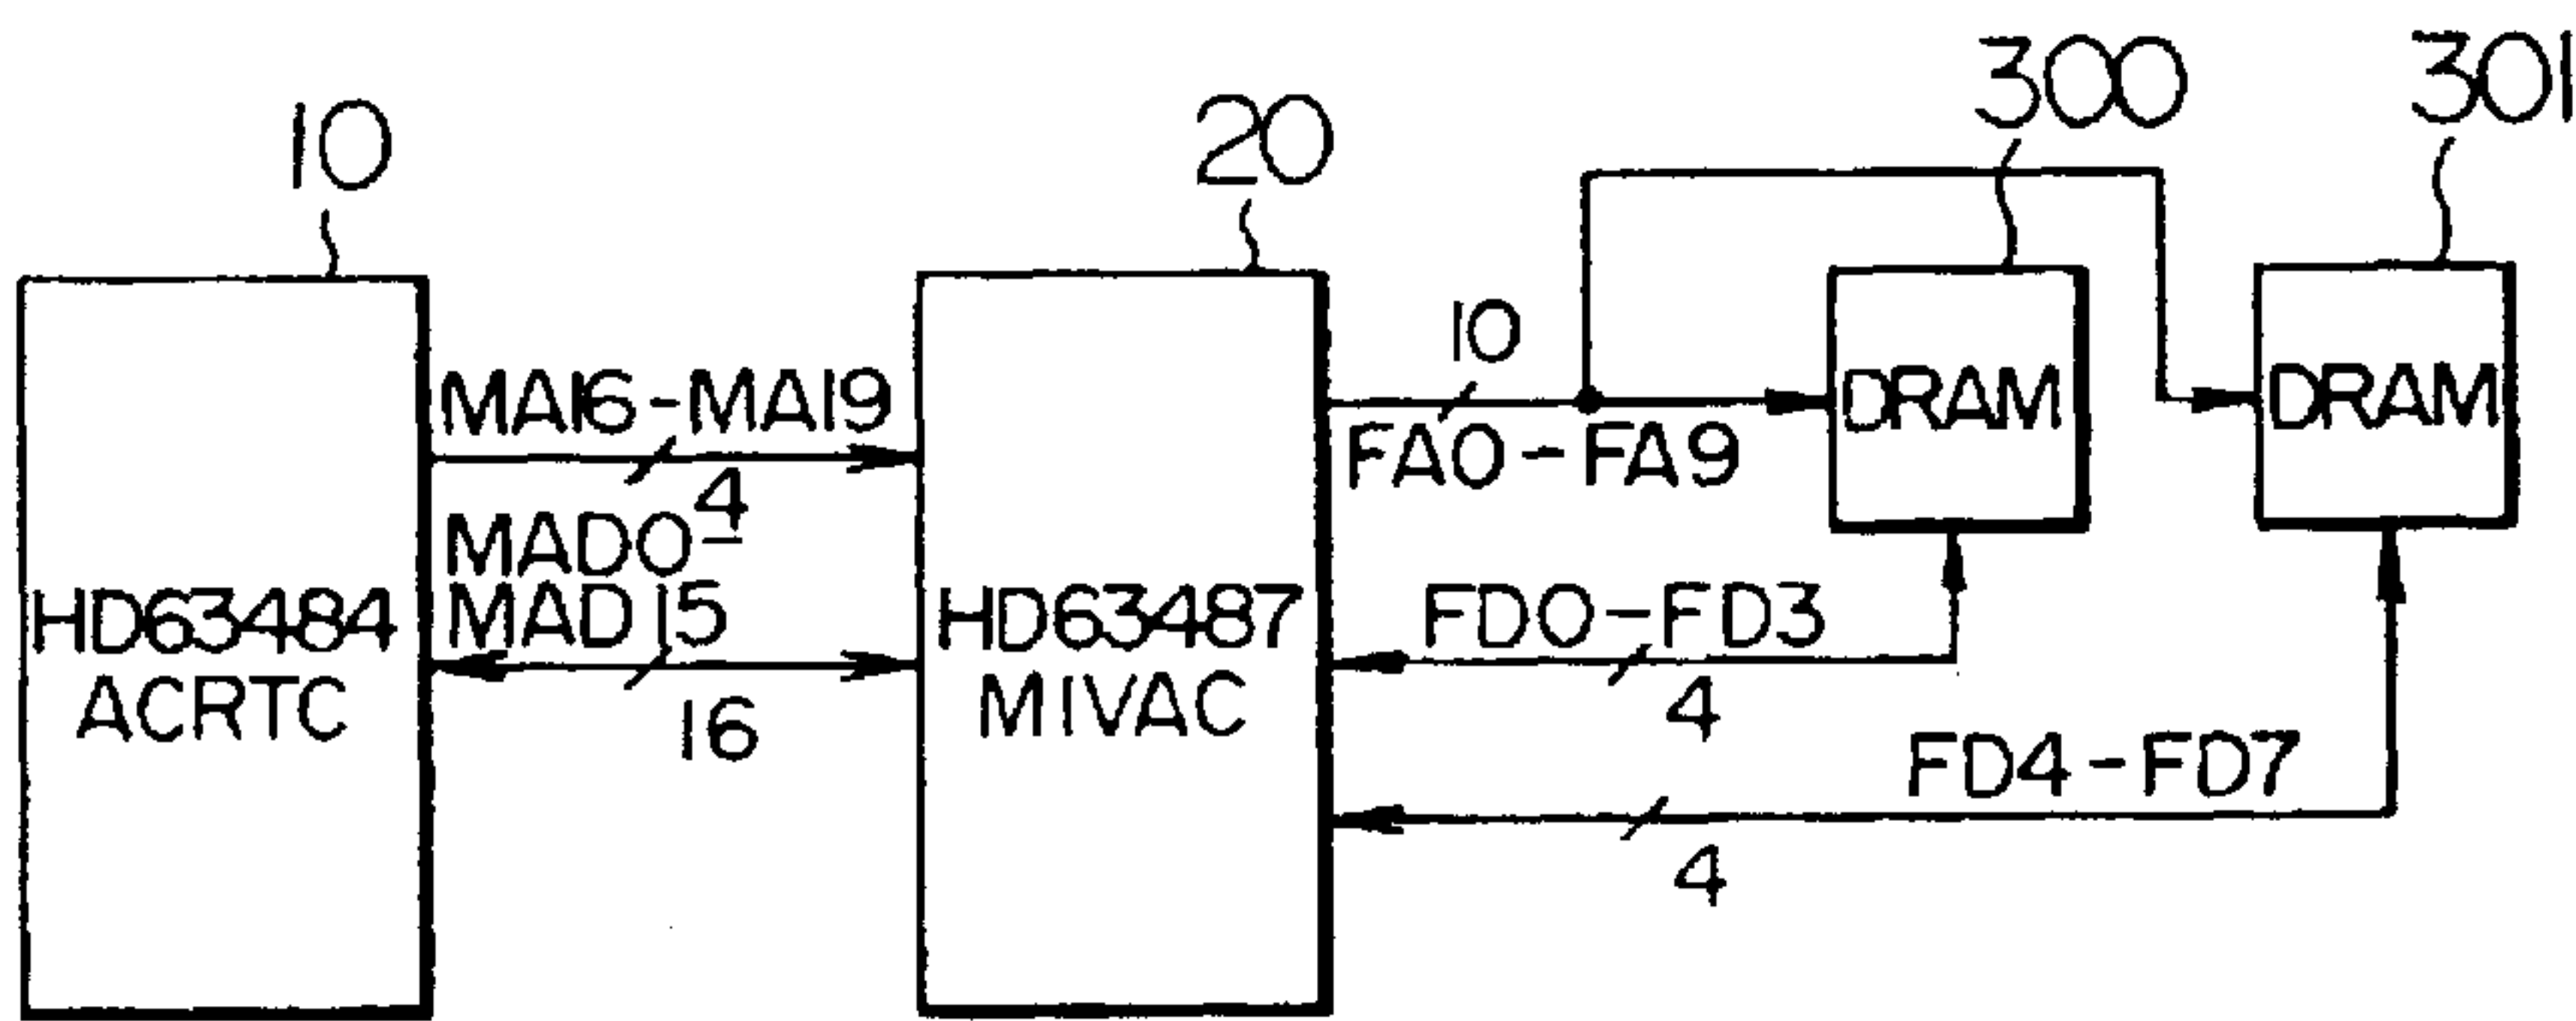 10
20
300
301
HD63484
ACRTC
MA16-MA19
4
MAD0-
MAD15
16
HD63487
MIVAC
10
FA0-FA9
FD0-FD3
4
FD4-FD7
4
DRAM
DRAM